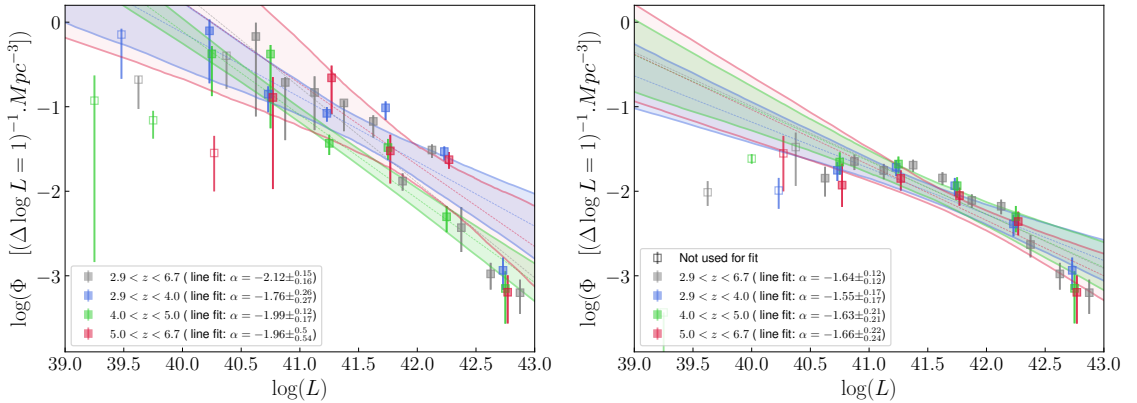 0
−1
−2
−3
log(Φ [(Δ log L = 1)⁻¹.Mpc⁻³])
2.9 < z < 6.7 ( line fit: α = −2.12±0.15 0.16)
2.9 < z < 4.0 ( line fit: α = −1.76±0.26 0.27)
4.0 < z < 5.0 ( line fit: α = −1.99±0.12 0.17)
5.0 < z < 6.7 ( line fit: α = −1.96±0.5 0.54)
39.0 39.5 40.0 40.5 41.0 41.5 42.0 42.5 43.0
log(L)
0
−1
−2
−3
log(Φ [(Δ log L = 1)⁻¹.Mpc⁻³])
Not used for fit
2.9 < z < 6.7 ( line fit: α = −1.64±0.12 0.12)
2.9 < z < 4.0 ( line fit: α = −1.55±0.17 0.17)
4.0 < z < 5.0 ( line fit: α = −1.63±0.21 0.21)
5.0 < z < 6.7 ( line fit: α = −1.66±0.22 0.24)
39.0 39.5 40.0 40.5 41.0 41.5 42.0 42.5 43.0
log(L)